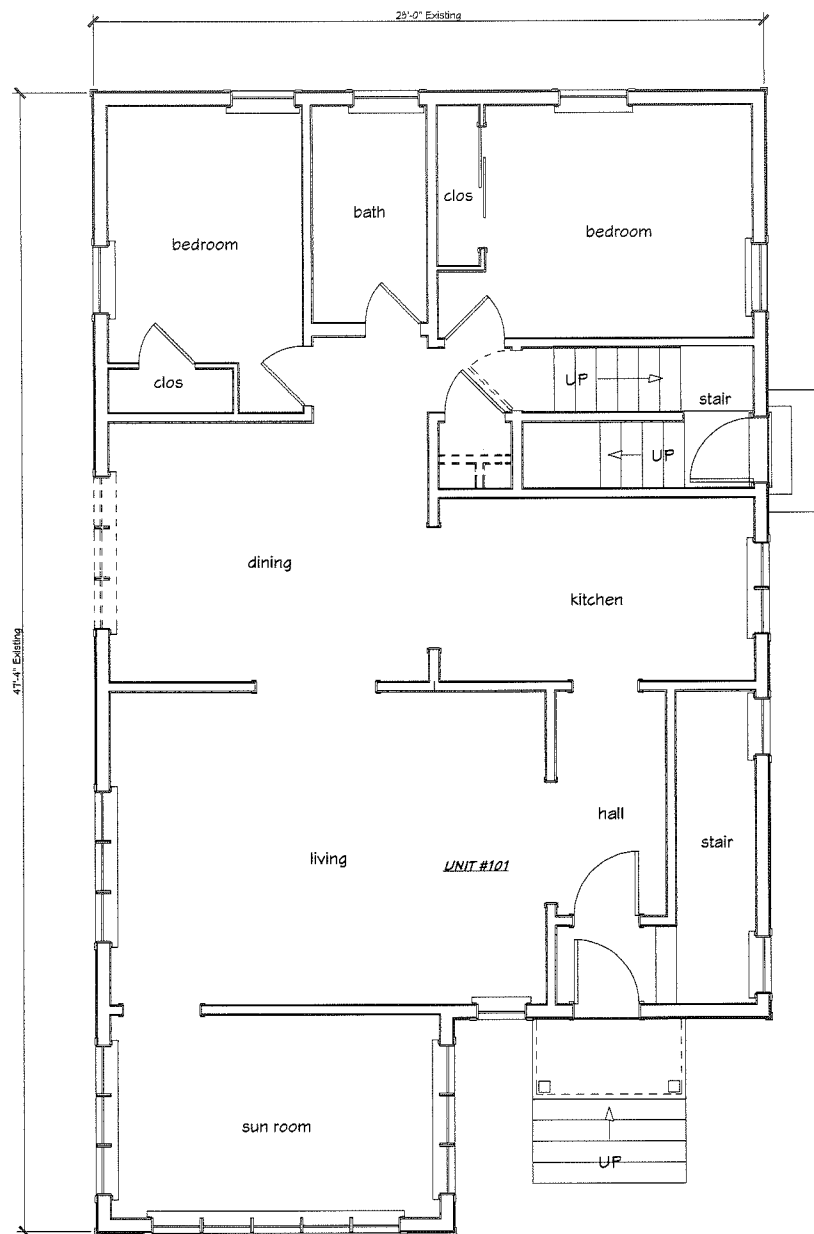 28'-0" Existing
clos
bath
bedroom
bedroom
clos
UP
stair
UP
dining
kitchen
47'-4" Existing
hall
stair
living
UNIT #101
sun room
UP